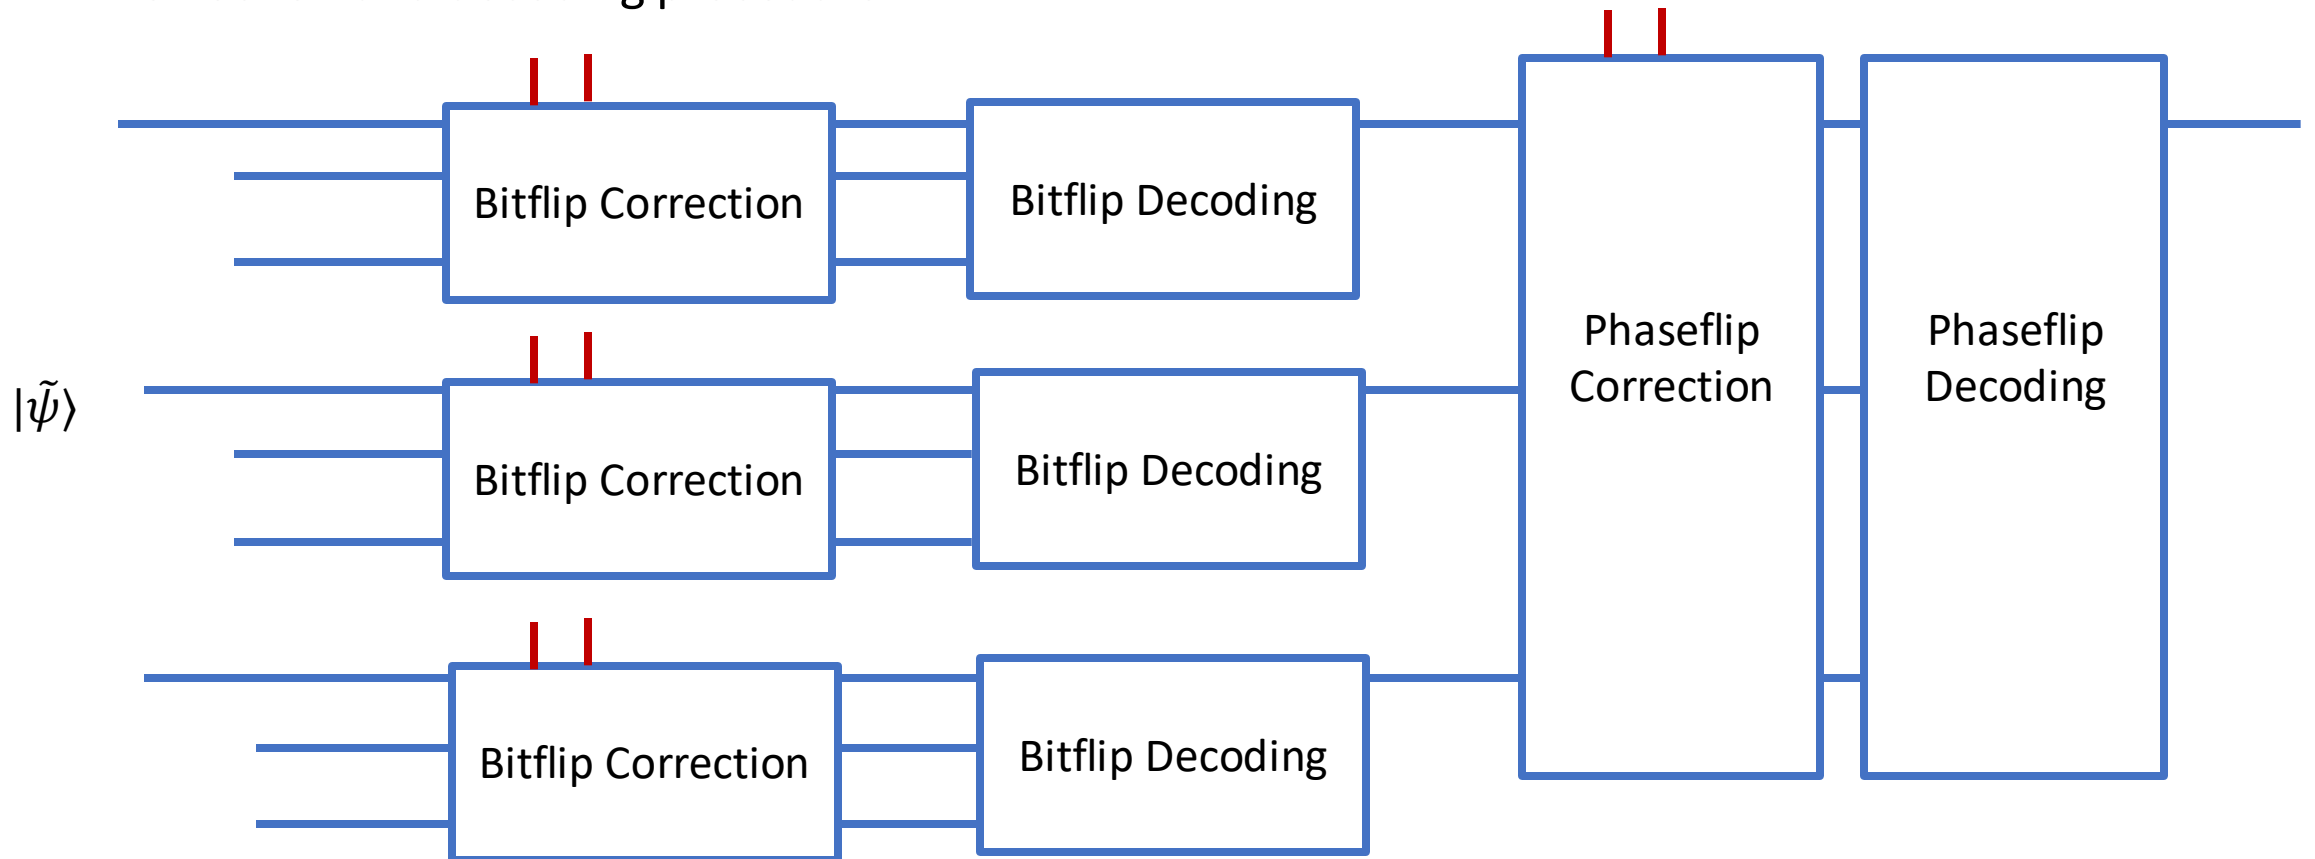 Bitflip Correction
Bitflip Decoding
|ψ̃⟩
Bitflip Correction
Bitflip Decoding
Phaseflip
Correction
Phaseflip
Decoding
Bitflip Correction
Bitflip Decoding